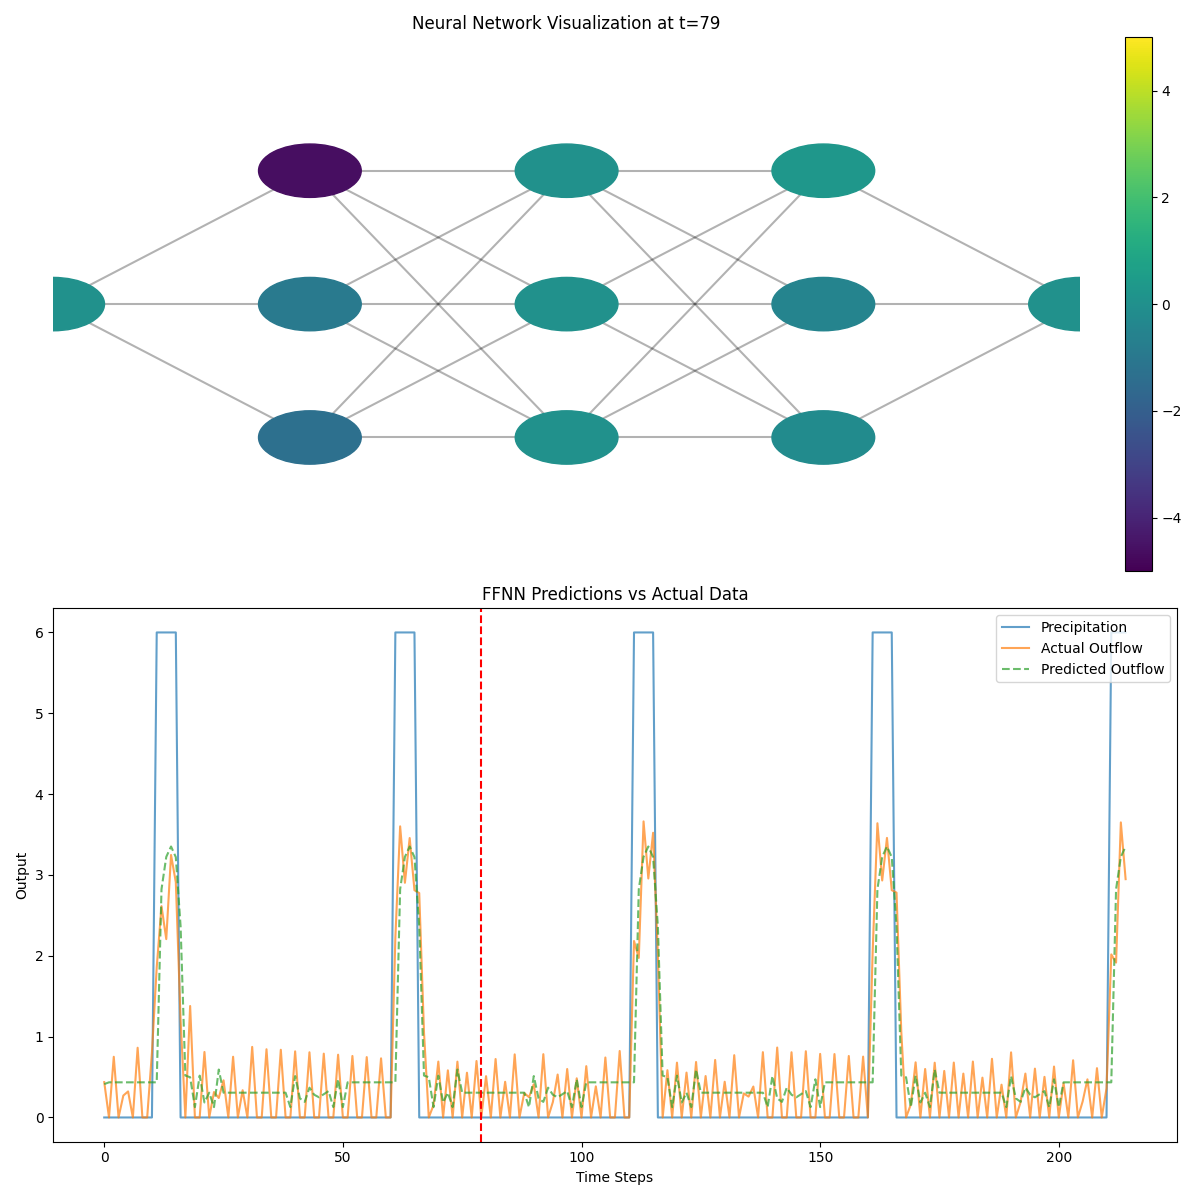 Neural Network Visualization at t=79
4
2
0
−2
−4
FFNN Predictions vs Actual Data
Output
6
5
4
3
2
1
0
Precipitation
Actual Outflow
Predicted Outflow
0
50
100
150
200
Time Steps